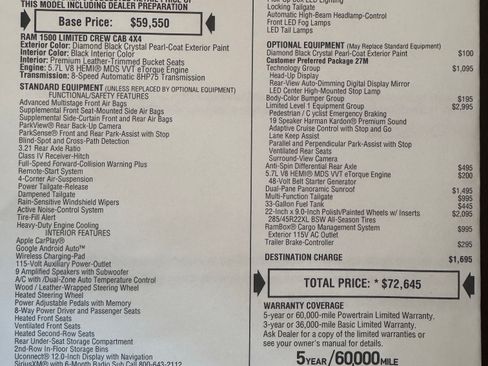 THIS MODEL INCLUDING DEALER PREPARATION
Base Price: $59,550
RAM 1500 LIMITED CREW CAB 4X4
Exterior Color: Diamond Black Crystal Pearl-Coat Exterior Paint
Interior Color: Black Interior Color
Interior: Premium Leather-Trimmed Bucket Seats
Engine: 5.7L V8 HEMI® MDS VVT eTorque Engine
Transmission: 8-Speed Automatic 8HP75 Transmission
STANDARD EQUIPMENT (UNLESS REPLACED BY OPTIONAL EQUIPMENT)
FUNCTIONAL/SAFETY FEATURES
Advanced Multistage Front Air Bags
Supplemental Front Seat-Mounted Side Air Bags
Supplemental Side-Curtain Front and Rear Air Bags
ParkView® Rear Back-Up Camera
ParkSense® Front and Rear Park-Assist with Stop
Blind-Spot and Cross-Path Detection
3.21 Rear Axle Ratio
Class IV Receiver-Hitch
Full-Speed Forward-Collision Warning Plus
Remote-Start System
4-Corner Air-Suspension
Power Tailgate-Release
Dampened Tailgate
Rain-Sensitive Windshield Wipers
Active Noise-Control System
Tire-Fill Alert
Heavy-Duty Engine Cooling
INTERIOR FEATURES
Apple CarPlay®
Google Android Auto™
Wireless Charging-Pad
115-Volt Auxiliary Power-Outlet
9 Amplified Speakers with Subwoofer
A/C with /Dual-Zone Auto Temperature Control
Wood / Leather-Wrapped Steering Wheel
Heated Steering Wheel
Power Adjustable Pedals with Memory
8-Way Power Driver and Passenger Seats
Heated Front Seats
Ventilated Front Seats
Heated Second-Row Seats
Rear Under-Seat Storage Compartment
2nd-Row In-Floor Storage Bins
Uconnect® 12.0-Inch Display with Navigation
SiriusXM® with 6-Month Radio Sub Call 800-643-2112
Locking Tailgate
Automatic High-Beam Headlamp-Control
Front LED Fog Lamps
LED Tail Lamps
OPTIONAL EQUIPMENT (May Replace Standard Equipment)
Diamond Black Crystal Pearl-Coat Exterior Paint $100
Customer Preferred Package 27M
Technology Group $1,095
Head-Up Display
Rear-View Auto-Dimming Digital Display Mirror
LED Center High-Mounted Stop Lamp
Body-Color Bumper Group $195
Limited Level 1 Equipment Group $2,995
Pedestrian / Cyclist Emergency Braking
19 Speaker Harman Kardon® Premium Sound
Adaptive Cruise Control with Stop and Go
Lane Keep Assist
Parallel and Perpendicular Park-Assist with Stop
Ventilated Rear Seats
Surround-View Camera
Anti-Spin Differential Rear Axle $495
5.7L V8 HEMI® MDS VVT eTorque Engine $200
48-Volt Belt Starter Generator
Dual-Pane Panoramic Sunroof $1,495
Multi-Function Tailgate $995
33-Gallon Fuel Tank $445
22-Inch x 9.0-Inch Polish/Painted Wheels w/ Inserts $2,095
285/45R22XL BSW All-Season Tires
RamBox® Cargo Management System $995
Exterior 115V AC Outlet
Trailer Brake-Controller $295
DESTINATION CHARGE $1,695
TOTAL PRICE: * $72,645
WARRANTY COVERAGE
5-year or 60,000-mile Powertrain Limited Warranty.
3-year or 36,000-mile Basic Limited Warranty.
Ask Dealer for a copy of the limited warranties or
see your owner's manual for details.
5YEAR/60,000MILE